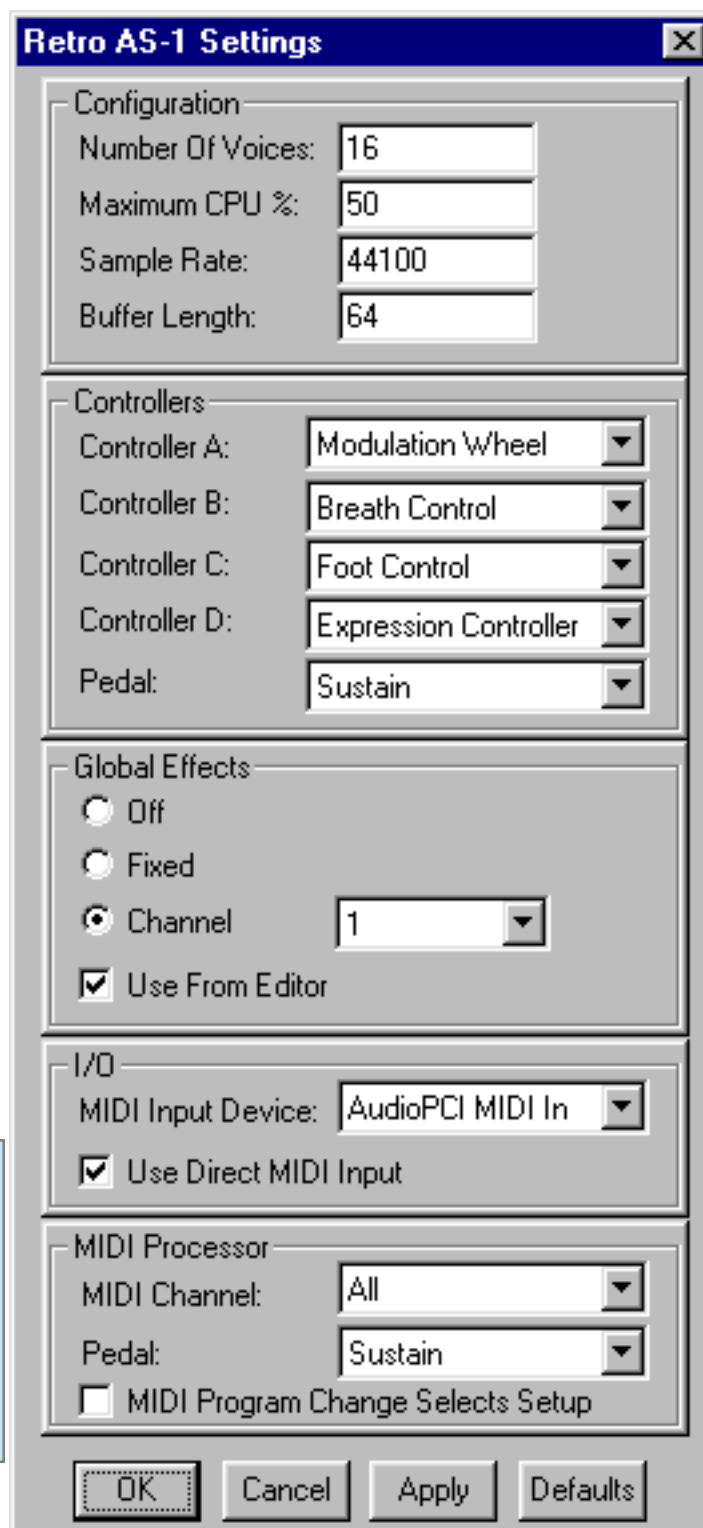 Retro AS-1 Settings
Configuration
Number Of Voices: 16
Maximum CPU %: 50
Sample Rate: 44100
Buffer Length: 64
Controllers
Controller A: Modulation Wheel
Controller B: Breath Control
Controller C: Foot Control
Controller D: Expression Controller
Pedal: Sustain
Global Effects
Off
Fixed
Channel 1
Use From Editor
I/O
MIDI Input Device: AudioPCI MIDI In
Use Direct MIDI Input
MIDI Processor
MIDI Channel: All
Pedal: Sustain
MIDI Program Change Selects Setup
OK Cancel Apply Defaults